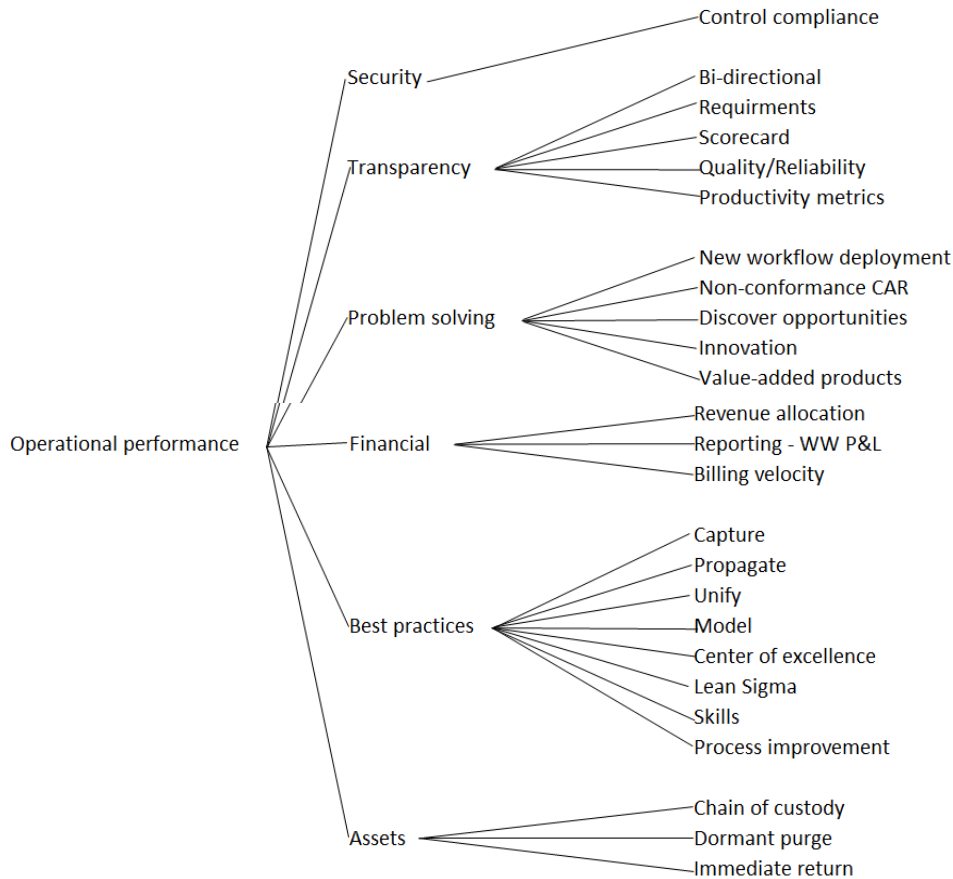 Control compliance
Security
Bi-directional
Requirments
Scorecard
Transparency
Quality/Reliability
Productivity metrics
New workflow deployment
Non-conformance CAR
Problem solving
Discover opportunities
Innovation
Value-added products
Revenue allocation
Operational performance
Financial
Reporting - WW P&L
Billing velocity
Capture
Propagate
Unify
Best practices
Model
Center of excellence
Lean Sigma
Skills
Process improvement
Chain of custody
Assets
Dormant purge
Immediate return